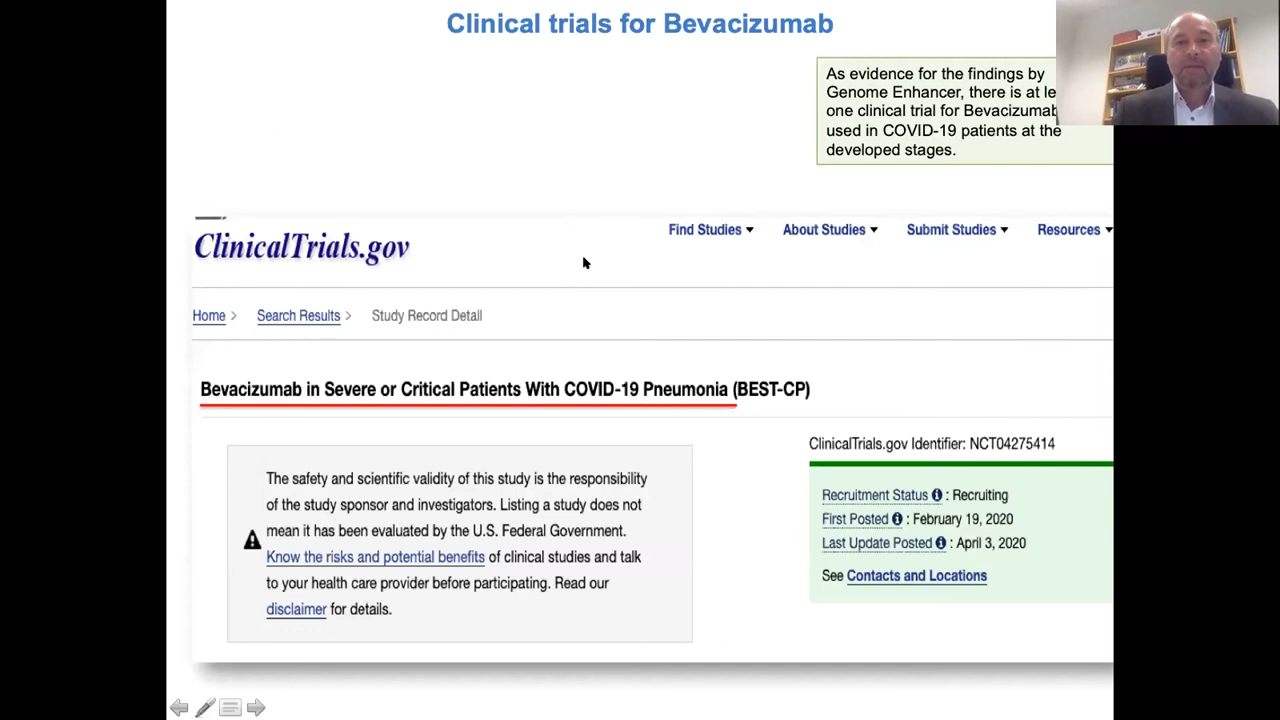 Clinical trials for Bevacizumab
As evidence for the findings by
Genome Enhancer, there is at le
one clinical trial for Bevacizumab
used in COVID-19 patients at the
developed stages.
ClinicalTrials.gov
Find Studies
About Studies
Submit Studies
Resources
Home >
Search Results >
Study Record Detail
Bevacizumab in Severe or Critical Patients With COVID-19 Pneumonia (BEST-CP)
The safety and scientific validity of this study is the responsibility
of the study sponsor and investigators. Listing a study does not
mean it has been evaluated by the U.S. Federal Government.
Know the risks and potential benefits of clinical studies and talk
to your health care provider before participating. Read our
disclaimer for details.
ClinicalTrials.gov Identifier: NCT04275414
Recruitment Status : Recruiting
First Posted : February 19, 2020
Last Update Posted : April 3, 2020
See Contacts and Locations